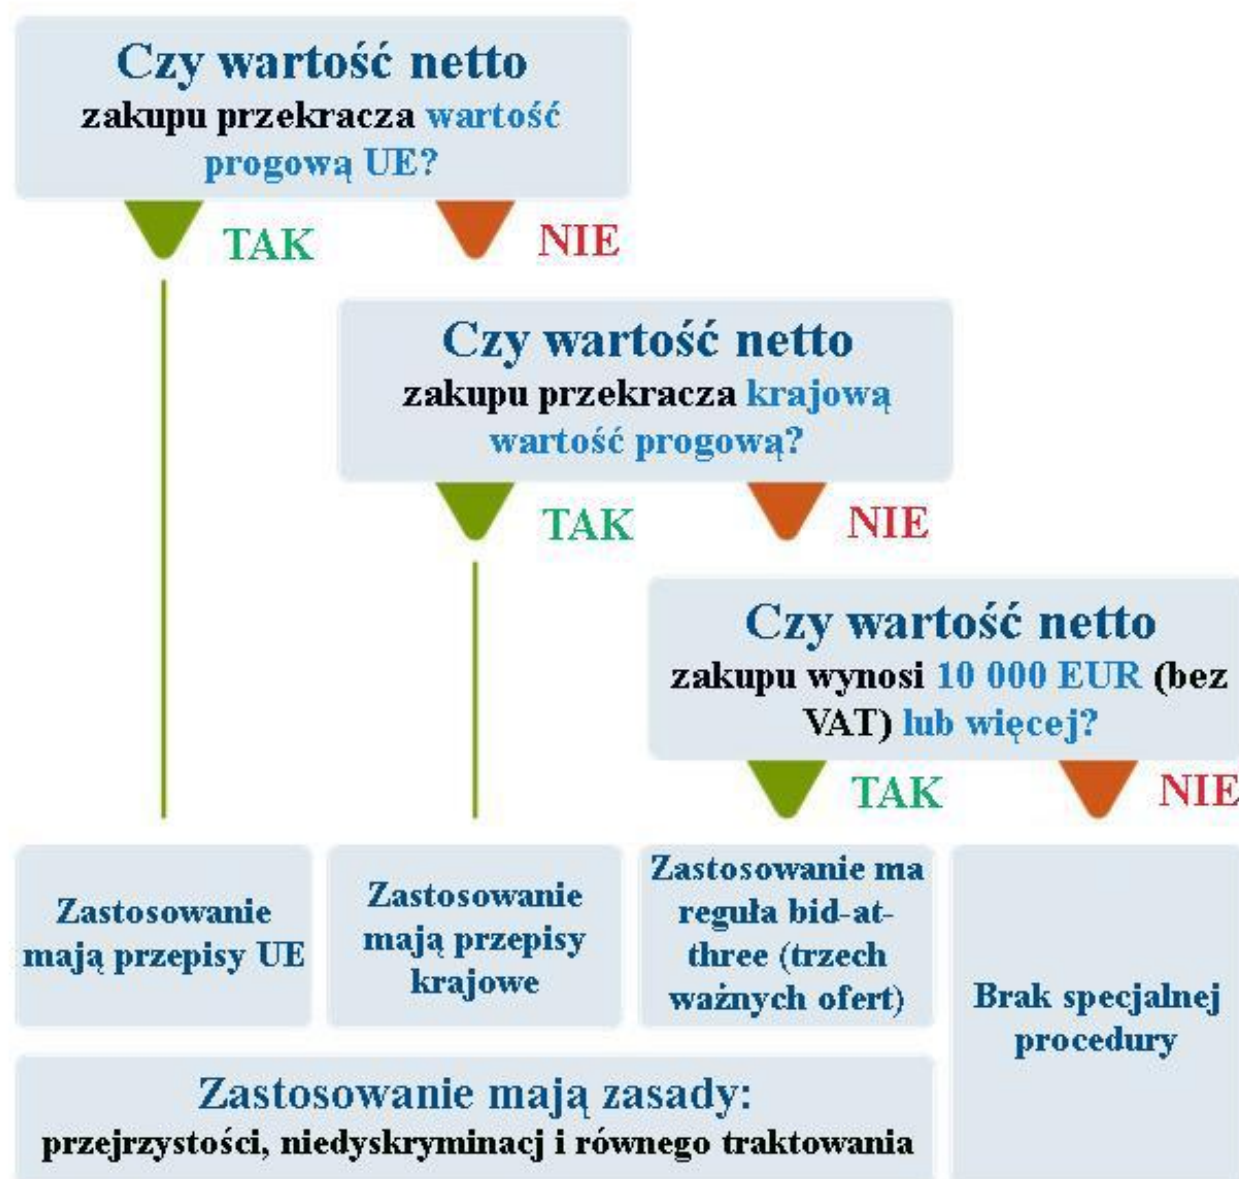 Czy wartość netto
zakupu przekracza wartość
progową UE?
TAK
NIE
Czy wartość netto
zakupu przekracza krajową
wartość progową?
TAK
NIE
Czy wartość netto
zakupu wynosi 10 000 EUR (bez
VAT) lub więcej?
TAK
NIE
Zastosowanie
mają przepisy UE
Zastosowanie
mają przepisy
krajowe
Zastosowanie ma
reguła bid-at-
three (trzech
ważnych ofert)
Brak specjalnej
procedury
Zastosowanie mają zasady:
przejrzystości, niedyskryminacj i równego traktowania